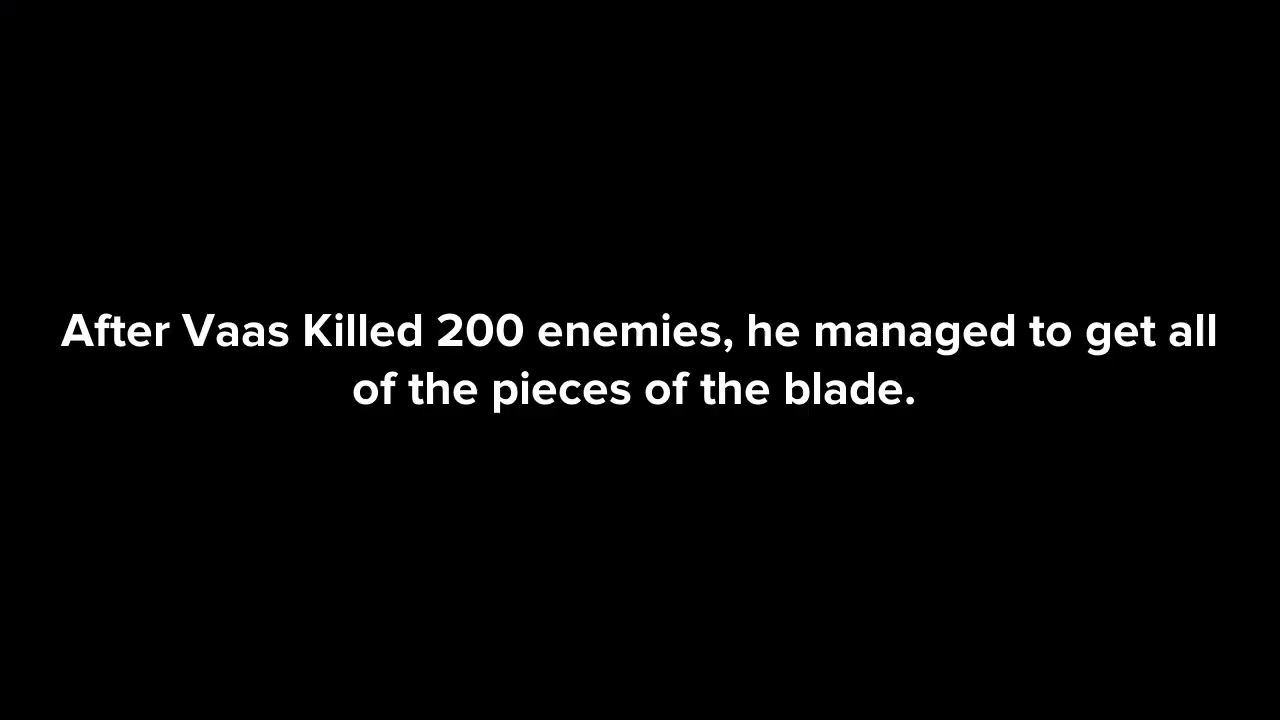 After Vaas Killed 200 enemies, he managed to get all
of the pieces of the blade.